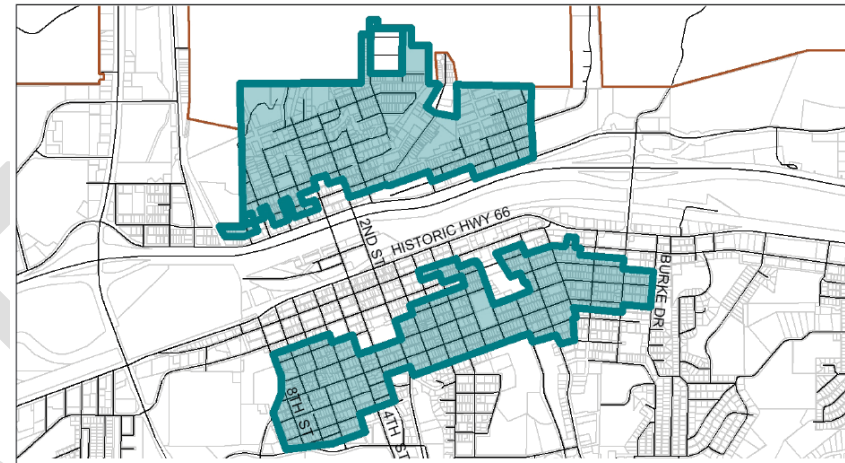 2ND ST
HISTORIC HWY 66
BURKE DR
8TH ST
4TH ST